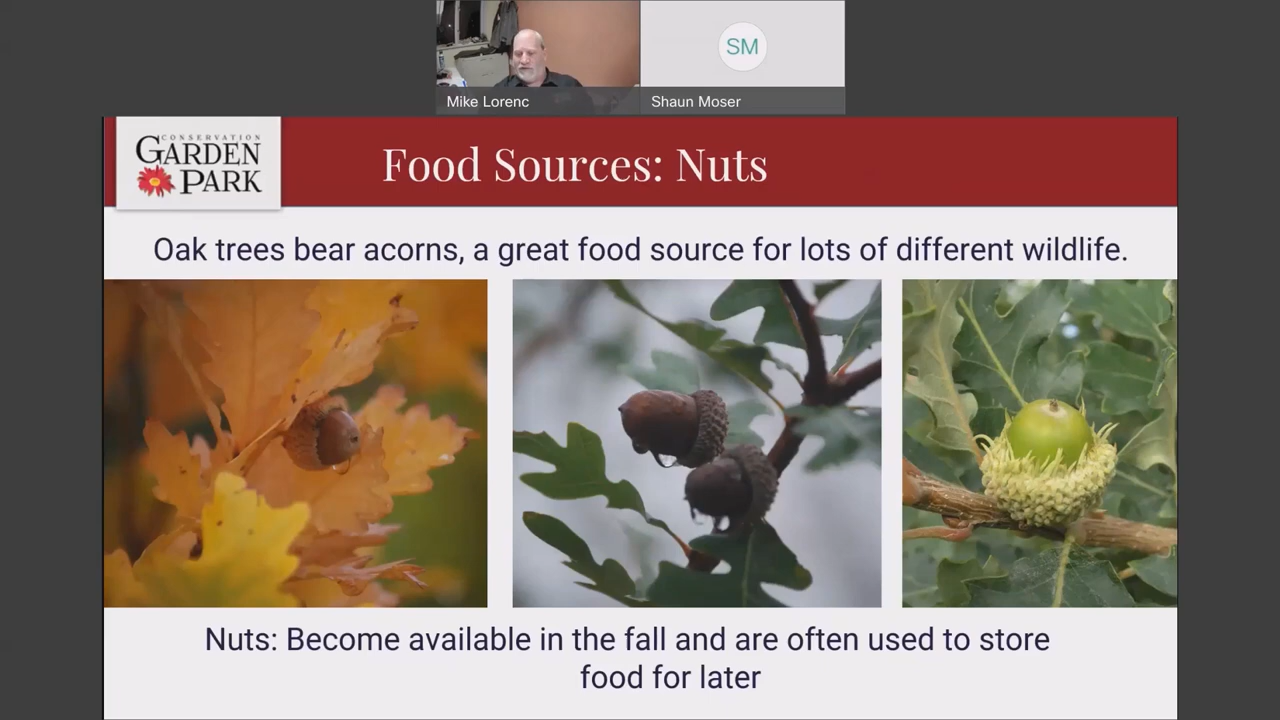 SM
Mike Lorenc
Shaun Moser
CONSERVATION
GARDEN
PARK
Food Sources: Nuts
Oak trees bear acorns, a great food source for lots of different wildlife.
Nuts: Become available in the fall and are often used to store
food for later